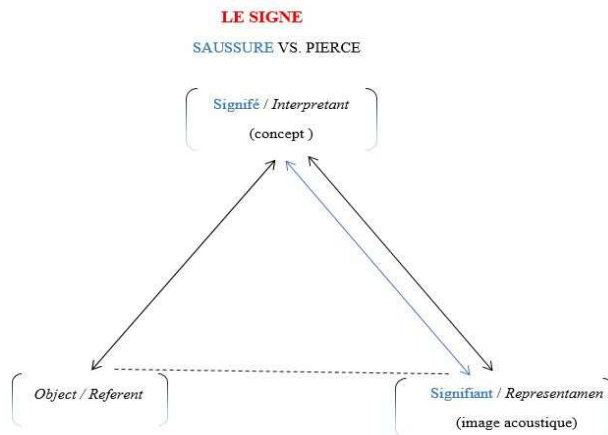 LE SIGNE
SAUSSURE VS. PIERCE
Signifé / Interpretant
(concept )
Object / Referent
Signifiant / Representamen
(image acoustique)